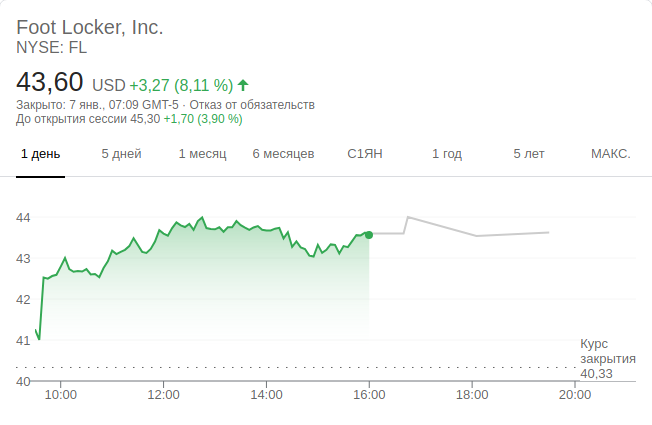 Foot Locker, Inc.
NYSE: FL
43,60 USD +3,27 (8,11 %)
Закрыто: 7 янв., 07:09 GMT-5 · Отказ от обязательств
До открытия сессии 45,30 +1,70 (3,90 %)
1 день 5 дней 1 месяц 6 месяцев С1ЯН 1 год 5 лет МАКС.
44
43
42
41
Курс
закрытия
40,33
40
10:00 12:00 14:00 16:00 18:00 20:00